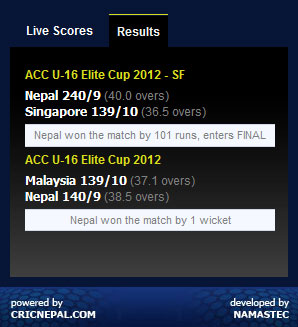 Live Scores Results
ACC U-16 Elite Cup 2012 - SF
Nepal 240/9 (40.0 overs)
Singapore 139/10 (36.5 overs)
Nepal won the match by 101 runs, enters FINAL
ACC U-16 Elite Cup 2012
Malaysia 139/10 (37.1 overs)
Nepal 140/9 (38.5 overs)
Nepal won the match by 1 wicket
powered by developed by
CRICNEPAL.COM NAMASTEC